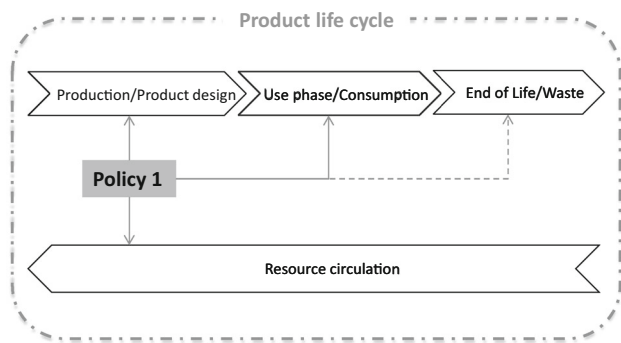 Product life cycle
Production/Product design
Use phase/Consumption
End of Life/Waste
Policy 1
Resource circulation